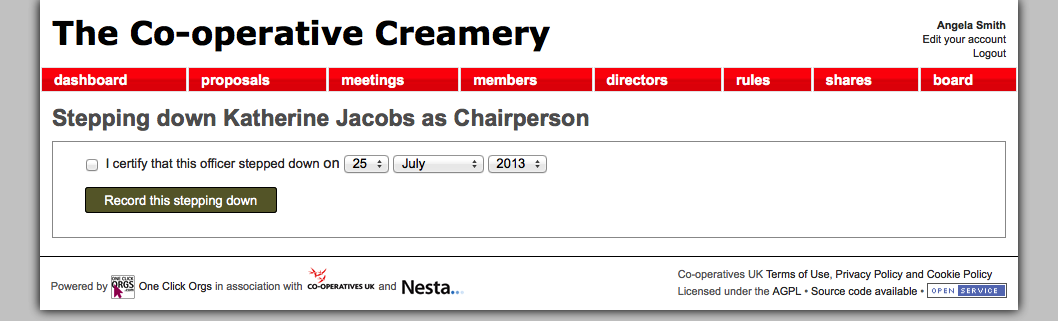 The Co-operative Creamery
Angela Smith
Edit your account
Logout
dashboard proposals meetings members directors rules shares board
Stepping down Katherine Jacobs as Chairperson
I certify that this officer stepped down on 25 July 2013
Record this stepping down
Powered by ONE CLICK ORGS .com One Click Orgs in association with CO-OPERATIVES UK and Nesta...
Co-operatives UK Terms of Use, Privacy Policy and Cookie Policy
Licensed under the AGPL • Source code available • OPEN SERVICE